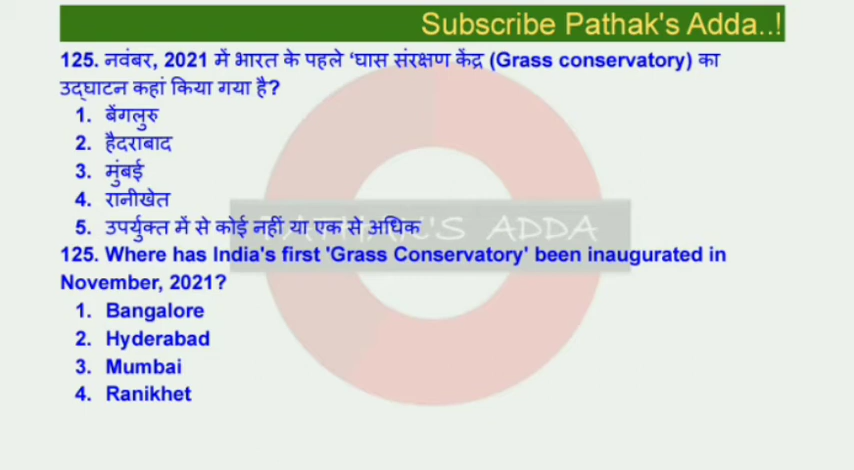 Subscribe Pathak's Adda..!
125. नवंबर, 2021 में भारत के पहले ‘घास संरक्षण केंद्र (Grass conservatory) का
उद्घाटन कहां किया गया है?
1. बेंगलुरु
2. हैदराबाद
3. मुंबई
4. रानीखेत
5. उपर्युक्त में से कोई नहीं या एक से अधिक
PATHAK'S ADDA
125. Where has India's first 'Grass Conservatory' been inaugurated in
November, 2021?
1. Bangalore
2. Hyderabad
3. Mumbai
4. Ranikhet